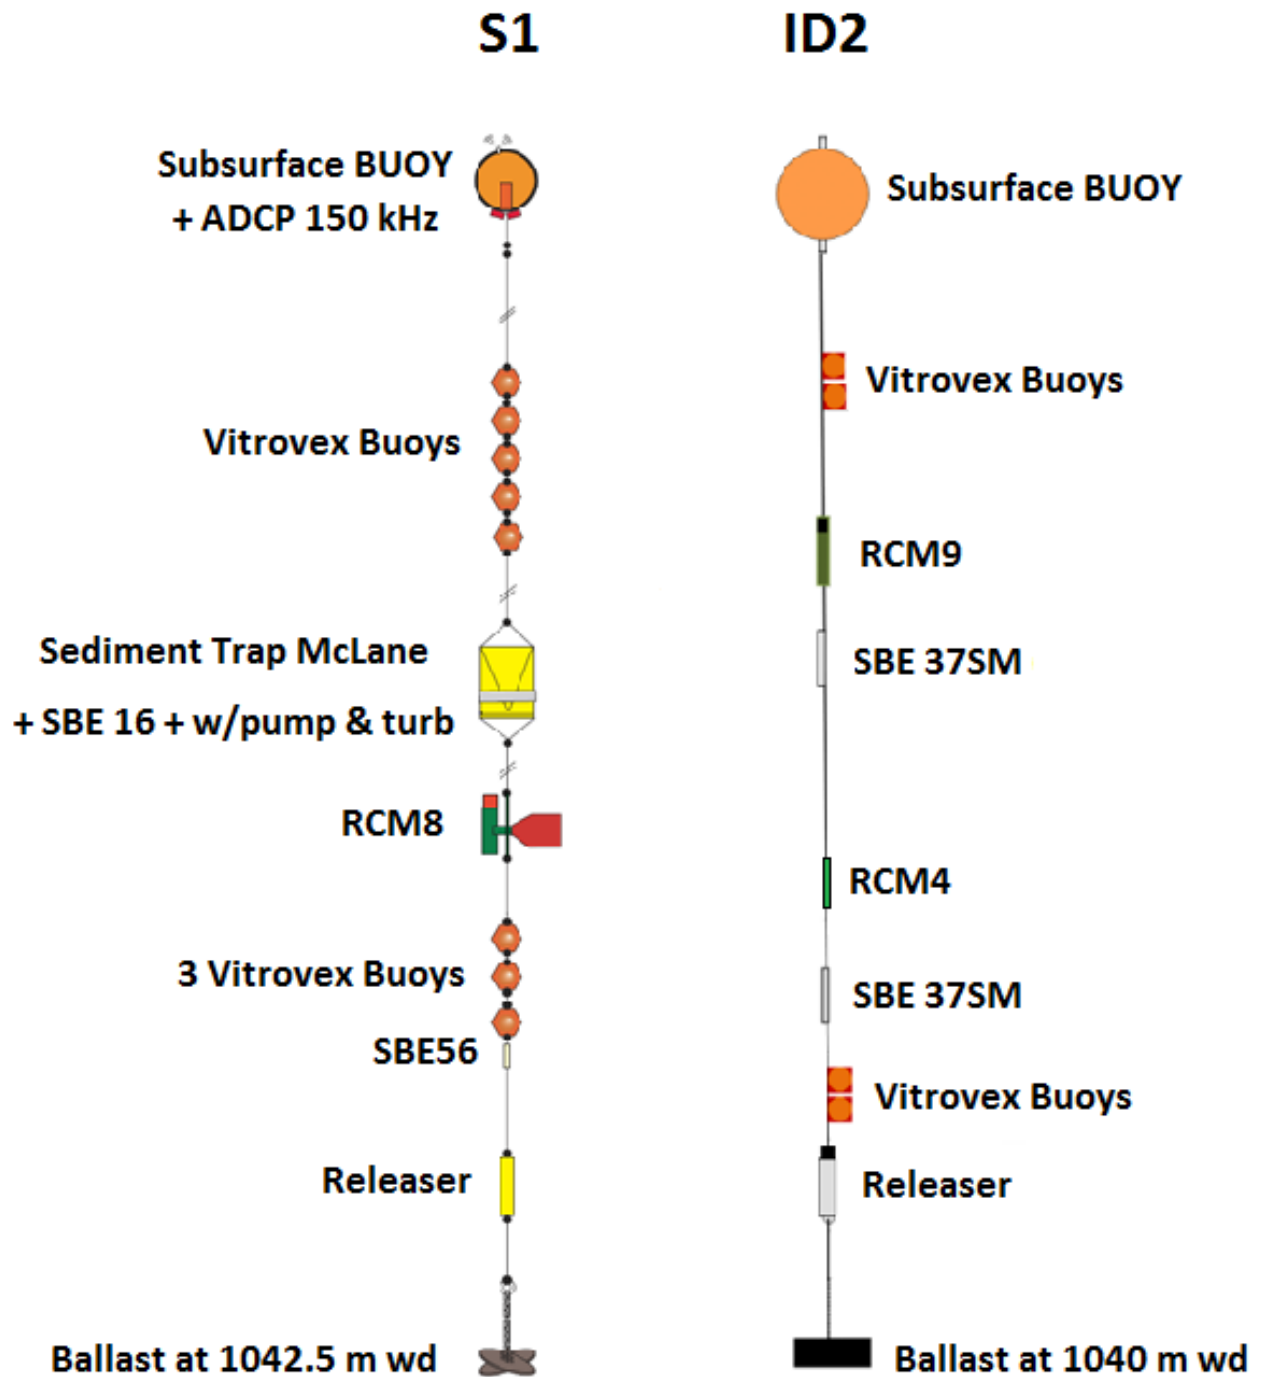 S1
Subsurface BUOY
+ ADCP 150 kHz
Vitrovex Buoys
Sediment Trap McLane
+ SBE 16 + w/pump & turb
RCM8
3 Vitrovex Buoys
SBE56
Releaser
Ballast at 1042.5 m wd
ID2
Subsurface BUOY
Vitrovex Buoys
RCM9
SBE 37SM
RCM4
SBE 37SM
Vitrovex Buoys
Releaser
Ballast at 1040 m wd